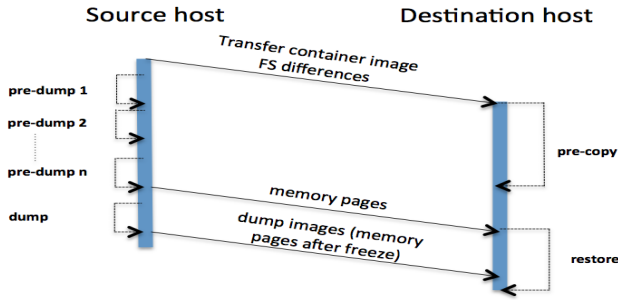 Source host
Destination host
Transfer container image
FS differences
pre-dump 1
pre-dump 2
pre-copy
pre-dump n
memory pages
dump
dump images (memory
pages after freeze)
restore